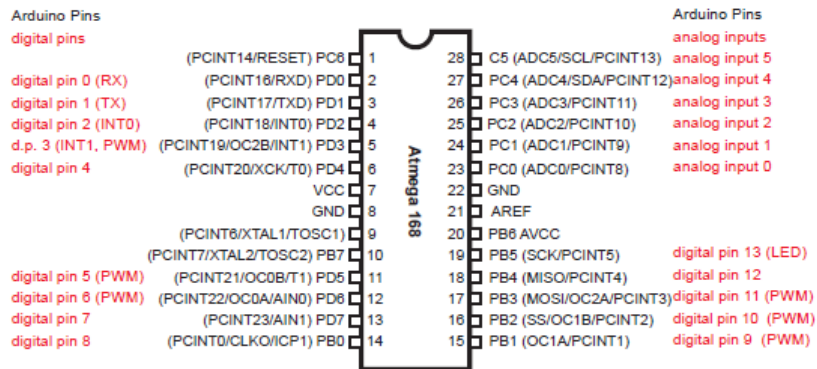 Arduino Pins
digital pins
(PCINT14/RESET) PC6 1
digital pin 0 (RX) (PCINT16/RXD) PD0 2
digital pin 1 (TX) (PCINT17/TXD) PD1 3
digital pin 2 (INT0) (PCINT18/INT0) PD2 4
d.p. 3 (INT1, PWM) (PCINT19/OC2B/INT1) PD3 5
digital pin 4 (PCINT20/XCK/T0) PD4 6
VCC 7
GND 8
(PCINT6/XTAL1/TOSC1) 9
(PCINT7/XTAL2/TOSC2) PB7 10
digital pin 5 (PWM) (PCINT21/OC0B/T1) PD5 11
digital pin 6 (PWM) (PCINT22/OC0A/AIN0) PD6 12
digital pin 7 (PCINT23/AIN1) PD7 13
digital pin 8 (PCINT0/CLKO/ICP1) PB0 14
Atmega 168
Arduino Pins
analog inputs
28 C5 (ADC5/SCL/PCINT13) analog input 5
27 PC4 (ADC4/SDA/PCINT12) analog input 4
26 PC3 (ADC3/PCINT11) analog input 3
25 PC2 (ADC2/PCINT10) analog input 2
24 PC1 (ADC1/PCINT9) analog input 1
23 PC0 (ADC0/PCINT8) analog input 0
22 GND
21 AREF
20 PB6 AVCC
19 PB5 (SCK/PCINT5) digital pin 13 (LED)
18 PB4 (MISO/PCINT4) digital pin 12
17 PB3 (MOSI/OC2A/PCINT3) digital pin 11 (PWM)
16 PB2 (SS/OC1B/PCINT2) digital pin 10 (PWM)
15 PB1 (OC1A/PCINT1) digital pin 9 (PWM)